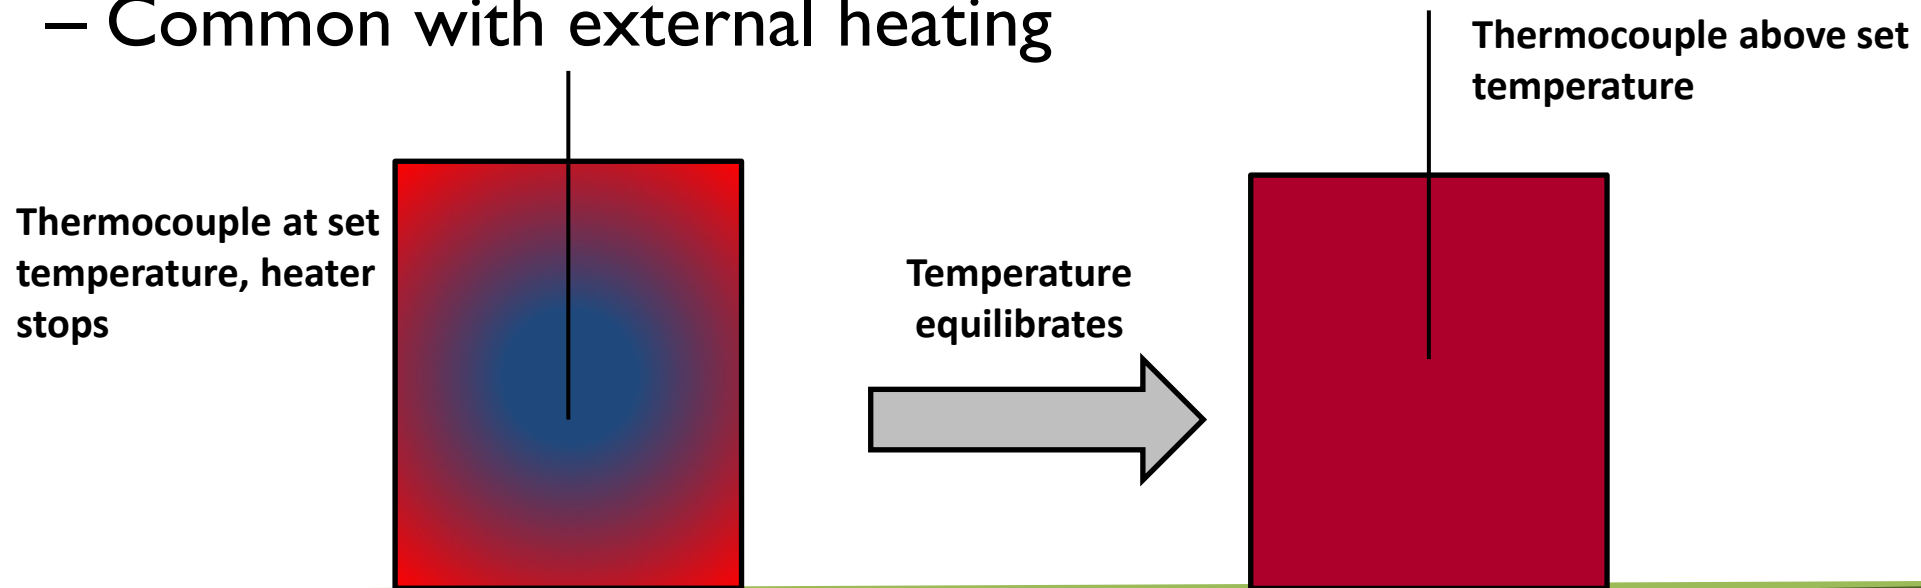 – Common with external heating
Thermocouple above set
temperature
Thermocouple at set
temperature, heater
stops
Temperature
equilibrates